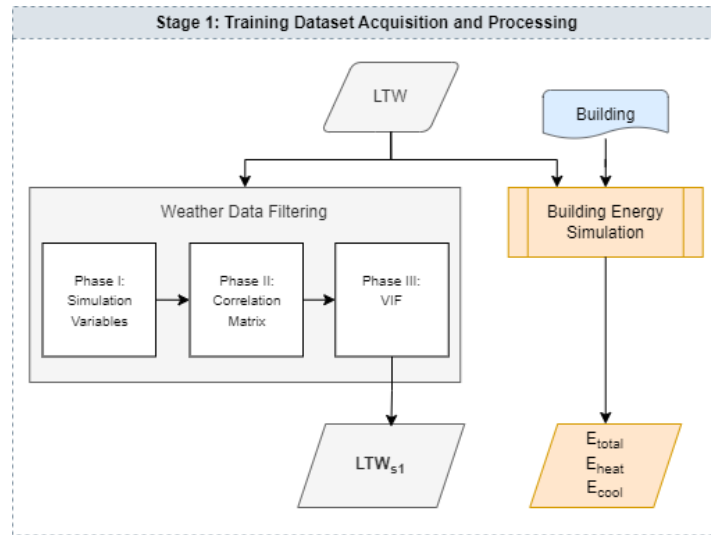 Stage 1: Training Dataset Acquisition and Processing
LTW
Building
Weather Data Filtering
Building Energy
Simulation
Phase I:
Simulation
Variables
Phase II:
Correlation
Matrix
Phase III:
VIF
LTWs1
Etotal
Eheat
Ecool